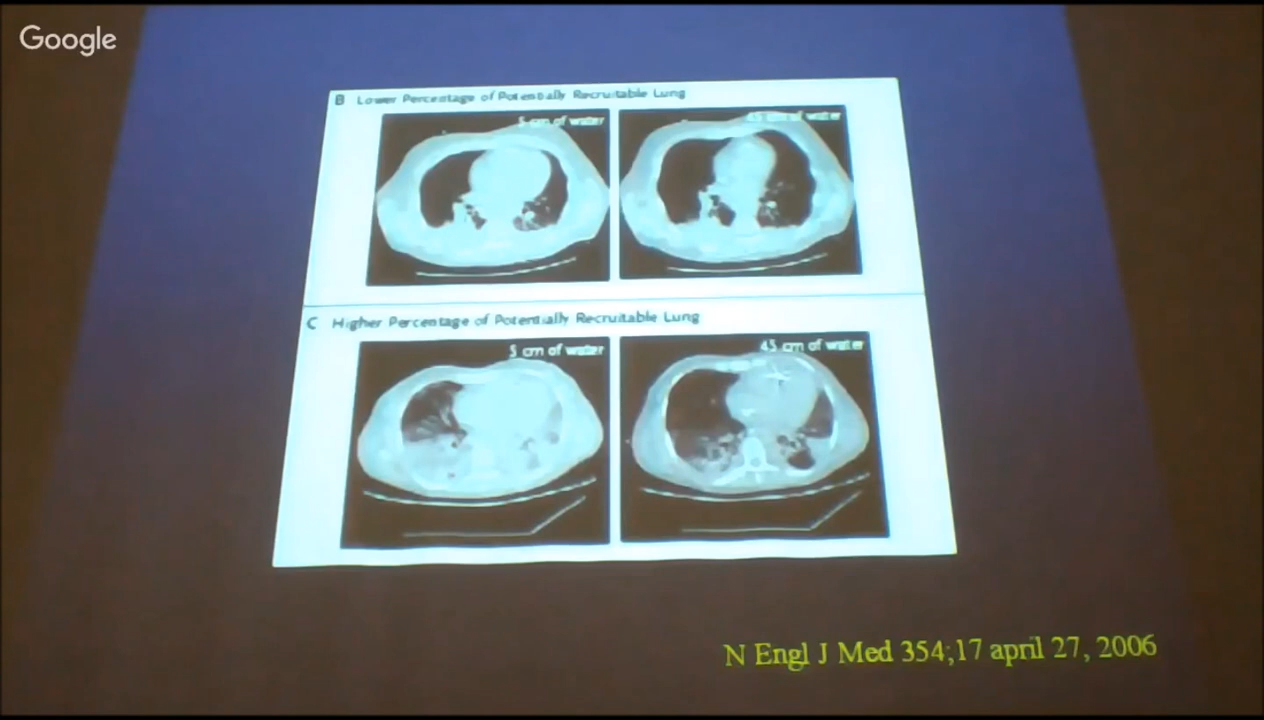 Google
B Lower Percentage of Potentially Recruitable Lung
5 cm of water
45 cm of water
C Higher Percentage of Potentially Recruitable Lung
5 cm of water
45 cm of water
N Engl J Med 354;17 april 27, 2006